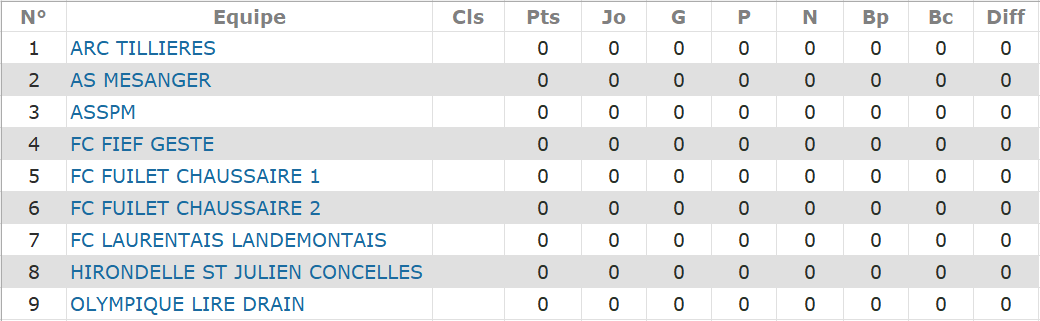 N° Equipe Cls Pts Jo G P N Bp Bc Diff
1 ARC TILLIERES 0 0 0 0 0 0 0 0
2 AS MESANGER 0 0 0 0 0 0 0 0
3 ASSPM 0 0 0 0 0 0 0 0
4 FC FIEF GESTE 0 0 0 0 0 0 0 0
5 FC FUILET CHAUSSAIRE 1 0 0 0 0 0 0 0 0
6 FC FUILET CHAUSSAIRE 2 0 0 0 0 0 0 0 0
7 FC LAURENTAIS LANDEMONTAIS 0 0 0 0 0 0 0 0
8 HIRONDELLE ST JULIEN CONCELLES 0 0 0 0 0 0 0 0
9 OLYMPIQUE LIRE DRAIN 0 0 0 0 0 0 0 0